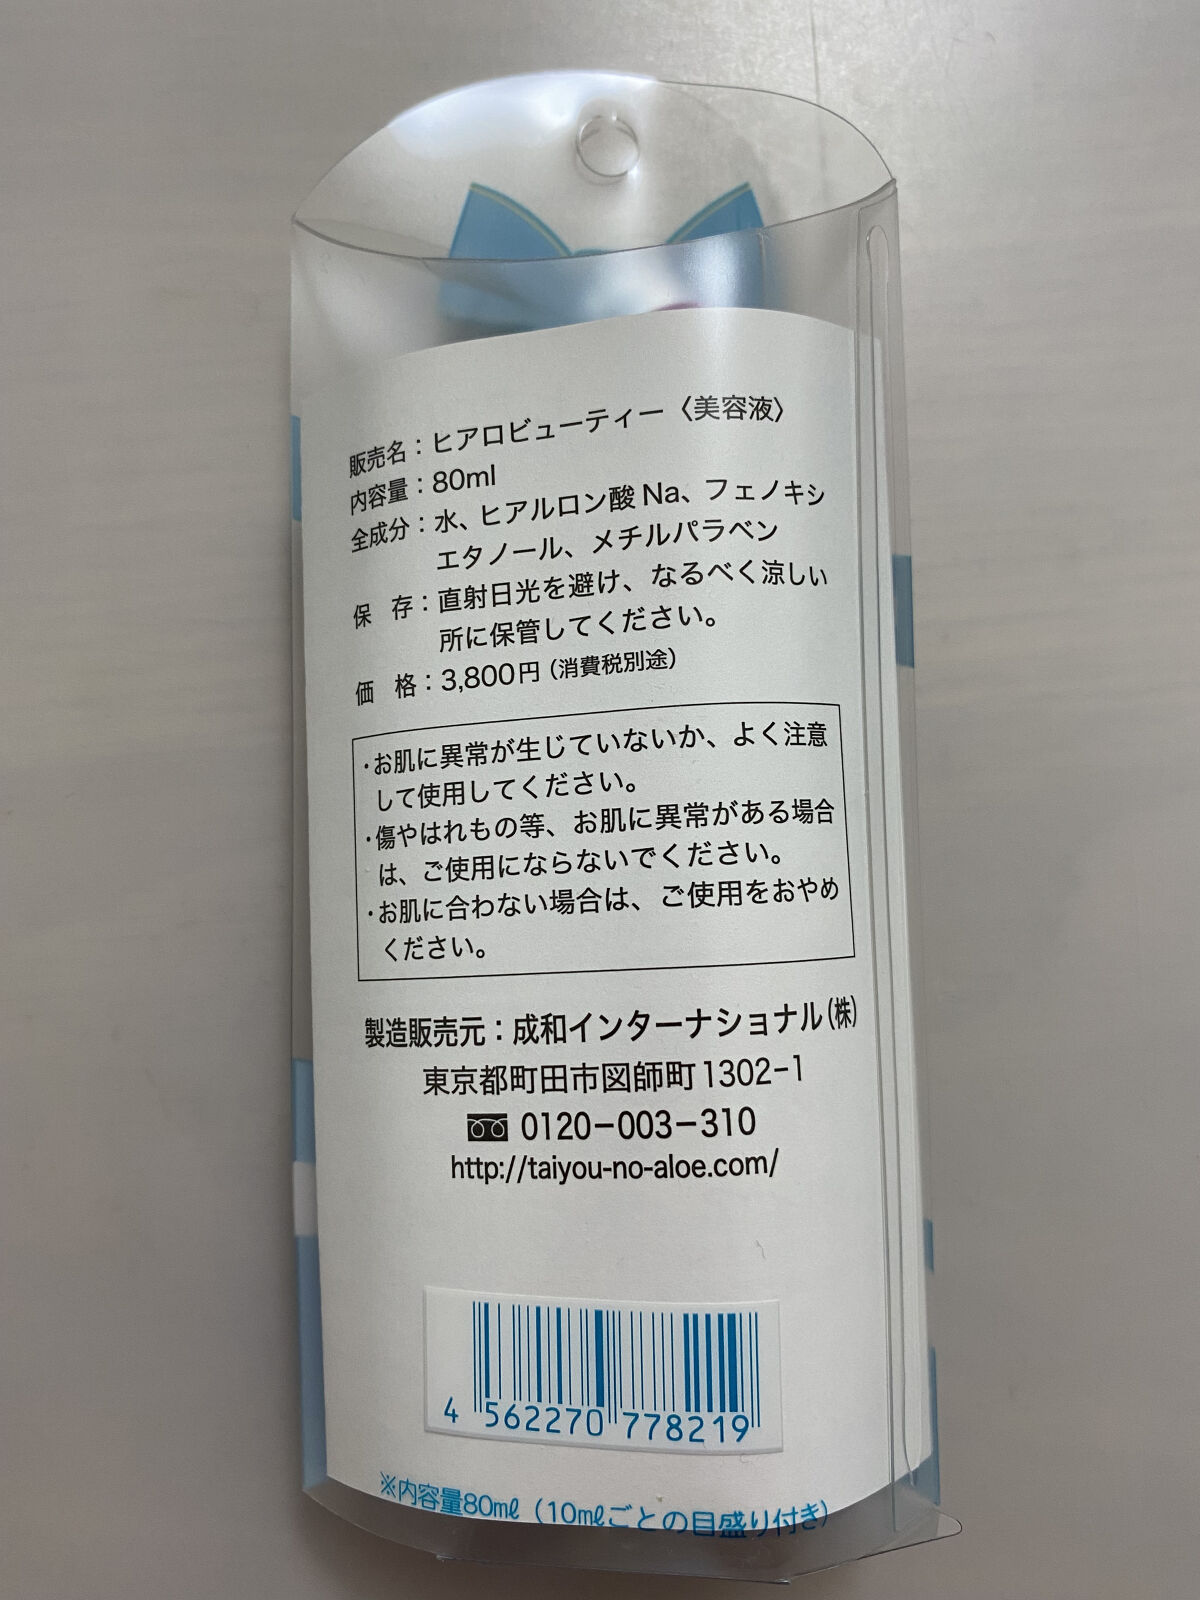 販売名：ヒアロビューティー〈美容液〉
内容量：80ml
全成分：水、ヒアルロン酸Na、フェノキシ
エタノール、メチルパラベン
保　存：直射日光を避け、なるべく涼しい
所に保管してください。
価　格：3,800円（消費税別途）
・お肌に異常が生じていないか、よく注意
して使用してください。
・傷やはれもの等、お肌に異常がある場合
は、ご使用にならないでください。
・お肌に合わない場合は、ご使用をおやめ
ください。
製造販売元：成和インターナショナル(株)
東京都町田市図師町1302-1
0120-003-310
http://taiyou-no-aloe.com/
4 562270 778219
※内容量80mℓ（10mℓごとの目盛り付き）